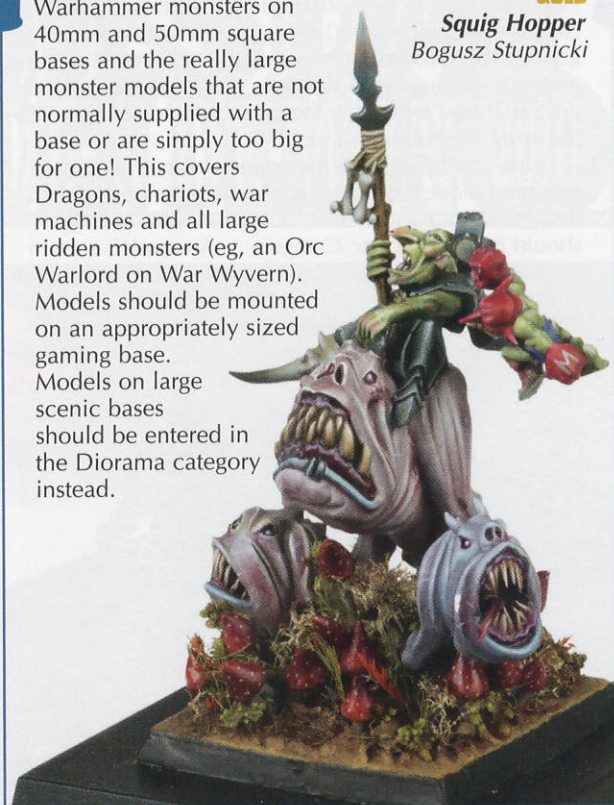 Warhammer monsters on
40mm and 50mm square
bases and the really large
monster models that are not
normally supplied with a
base or are simply too big
for one! This covers
Dragons, chariots, war
machines and all large
ridden monsters (eg, an Orc
Warlord on War Wyvern).
Models should be mounted
on an appropriately sized
gaming base.
Models on large
scenic bases
should be entered in
the Diorama category
instead.
GOLD
Squig Hopper
Bogusz Stupnicki
M